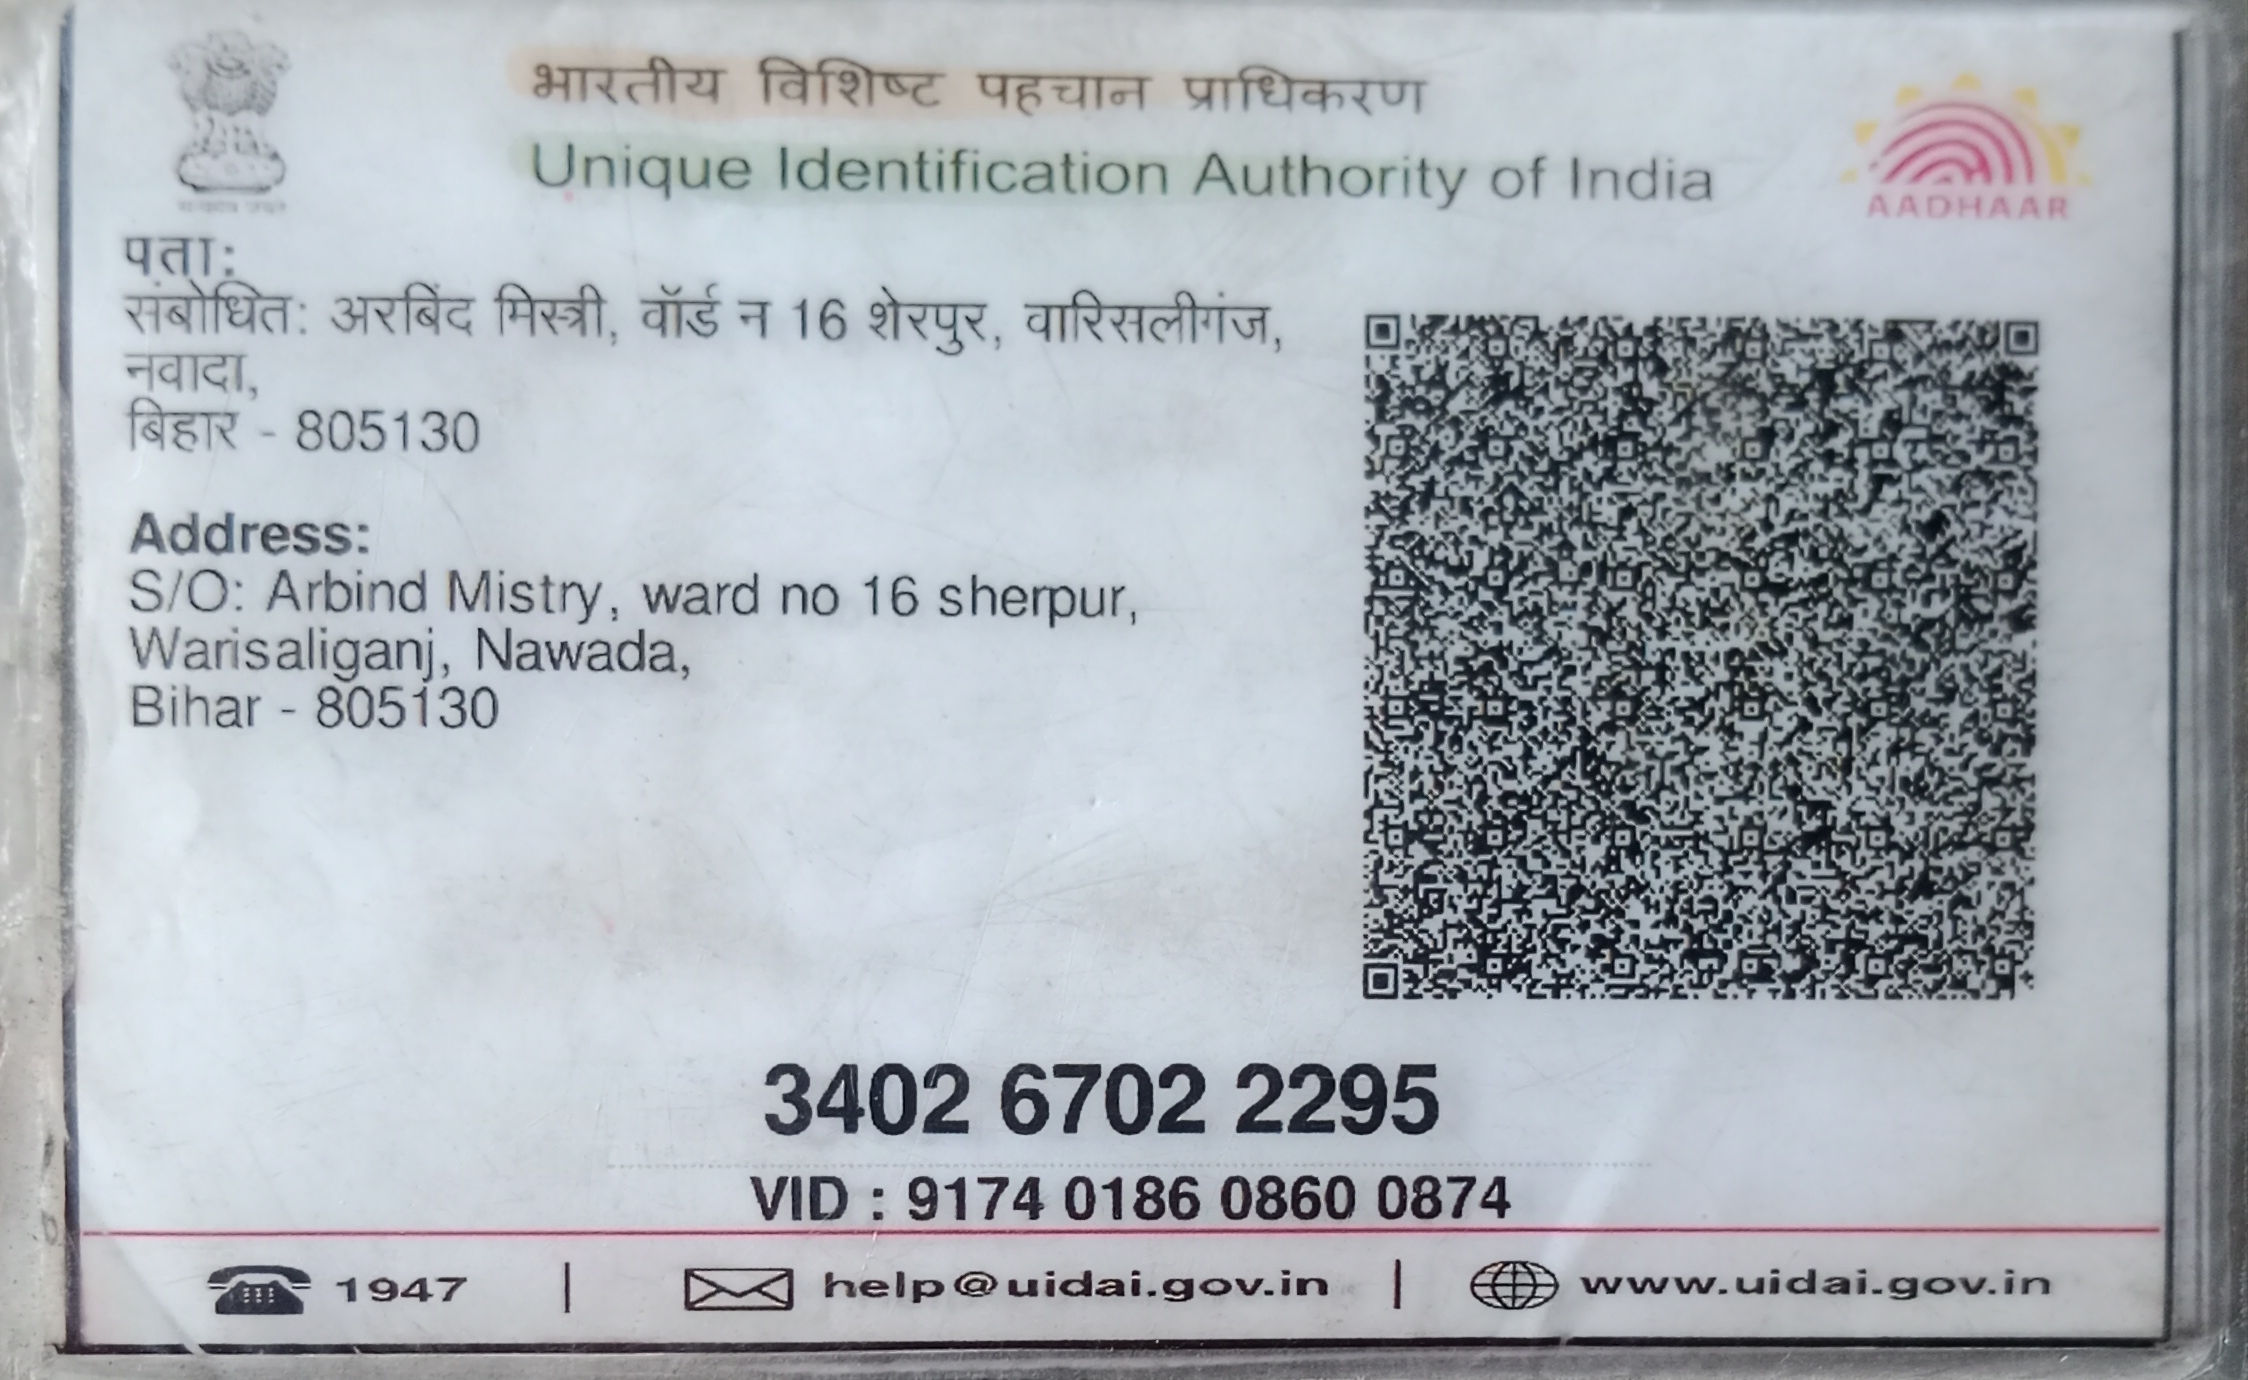 भारतीय विशिष्ट पहचान प्राधिकरण
Unique Identification Authority of India
AADHAAR
पता:
संबोधित: अरबिंद मिस्त्री, वॉर्ड न 16 शेरपुर, वारिसलीगंज,
नवादा,
बिहार - 805130
Address:
S/O: Arbind Mistry, ward no 16 sherpur,
Warisaliganj, Nawada,
Bihar - 805130
3402 6702 2295
VID : 9174 0186 0860 0874
1947 | help@uidai.gov.in | www.uidai.gov.in